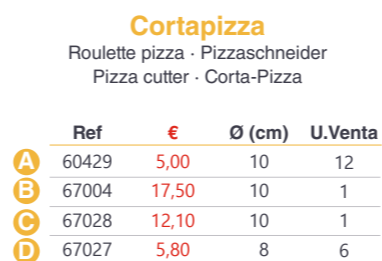 Cortapizza
Roulette pizza · Pizzaschneider
Pizza cutter · Corta-Pizza
Ref € Ø (cm) U.Venta
A 60429 5,00 10 12
B 67004 17,50 10 1
C 67028 12,10 10 1
D 67027 5,80 8 6